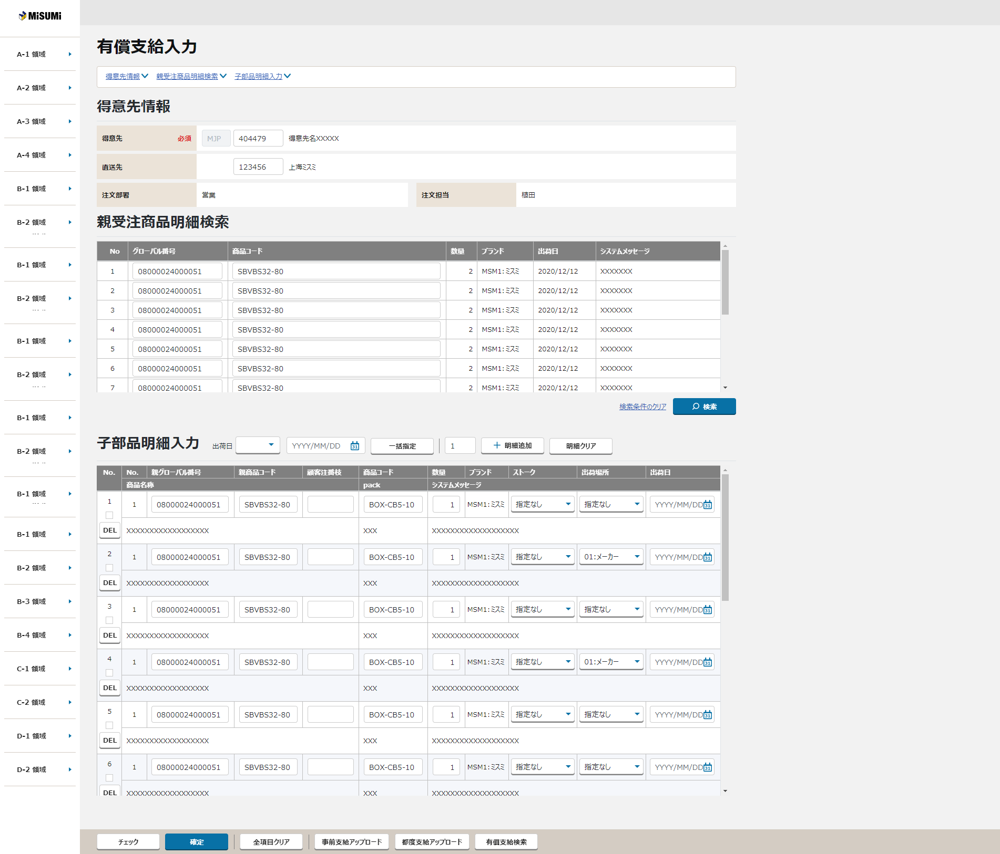 MiSUMi
A-1 領域
A-2 領域
A-3 領域
A-4 領域
B-1 領域
B-2 領域
B-1 領域
B-2 領域
B-1 領域
B-2 領域
B-1 領域
B-2 領域
B-1 領域
B-1 領域
B-2 領域
B-3 領域
B-4 領域
C-1 領域
C-2 領域
D-1 領域
D-2 領域
有償支給入力
得意先情報 親受注商品明細検索 子部品明細入力
得意先情報
得意先 必須 MJP 404479 得意先名XXXXX
直送先 123456 上海ミスミ
注文部署 営業 注文担当 植田
親受注商品明細検索
No グローバル番号 商品コード 数量 ブランド 出荷日 システムメッセージ
1 08000024000051 SBVBS32-80 2 MSM1:ミスミ 2020/12/12 XXXXXXX
2 08000024000051 SBVBS32-80 2 MSM1:ミスミ 2020/12/12 XXXXXXX
3 08000024000051 SBVBS32-80 2 MSM1:ミスミ 2020/12/12 XXXXXXX
4 08000024000051 SBVBS32-80 2 MSM1:ミスミ 2020/12/12 XXXXXXX
5 08000024000051 SBVBS32-80 2 MSM1:ミスミ 2020/12/12 XXXXXXX
6 08000024000051 SBVBS32-80 2 MSM1:ミスミ 2020/12/12 XXXXXXX
7 08000024000051 SBVBS32-80 2 MSM1:ミスミ 2020/12/12 XXXXXXX
検索条件のクリア 検索
子部品明細入力 出荷日 YYYY/MM/DD 31 一括指定 1 明細追加 明細クリア
No. No. 親グローバル番号 親商品コード 顧客注番枝 商品コード 数量 ブランド ストーク 出荷場所 出荷日
商品名称 pack システムメッセージ
1 1 08000024000051 SBVBS32-80 BOX-CB5-10 1 MSM1:ミスミ 指定なし 指定なし YYYY/MM/DD 31
DEL XXXXXXXXXXXXXXXXXX XXX XXXXXXXXXXXXXXXXXXX
2 1 08000024000051 SBVBS32-80 BOX-CB5-10 1 MSM1:ミスミ 指定なし 01:メーカー YYYY/MM/DD 31
DEL XXXXXXXXXXXXXXXXXX XXX XXXXXXXXXXXXXXXXXXX
3 1 08000024000051 SBVBS32-80 BOX-CB5-10 1 MSM1:ミスミ 指定なし 指定なし YYYY/MM/DD 31
DEL XXXXXXXXXXXXXXXXXX XXX XXXXXXXXXXXXXXXXXXX
4 1 08000024000051 SBVBS32-80 BOX-CB5-10 1 MSM1:ミスミ 指定なし 01:メーカー YYYY/MM/DD 31
DEL XXXXXXXXXXXXXXXXXX XXX XXXXXXXXXXXXXXXXXXX
5 1 08000024000051 SBVBS32-80 BOX-CB5-10 1 MSM1:ミスミ 指定なし 指定なし YYYY/MM/DD 31
DEL XXXXXXXXXXXXXXXXXX XXX XXXXXXXXXXXXXXXXXXX
6 1 08000024000051 SBVBS32-80 BOX-CB5-10 1 MSM1:ミスミ 指定なし 指定なし YYYY/MM/DD 31
DEL XXXXXXXXXXXXXXXXXX XXX XXXXXXXXXXXXXXXXXXX
チェック 確定 全項目クリア 事前支給アップロード 都度支給アップロード 有償支給検索